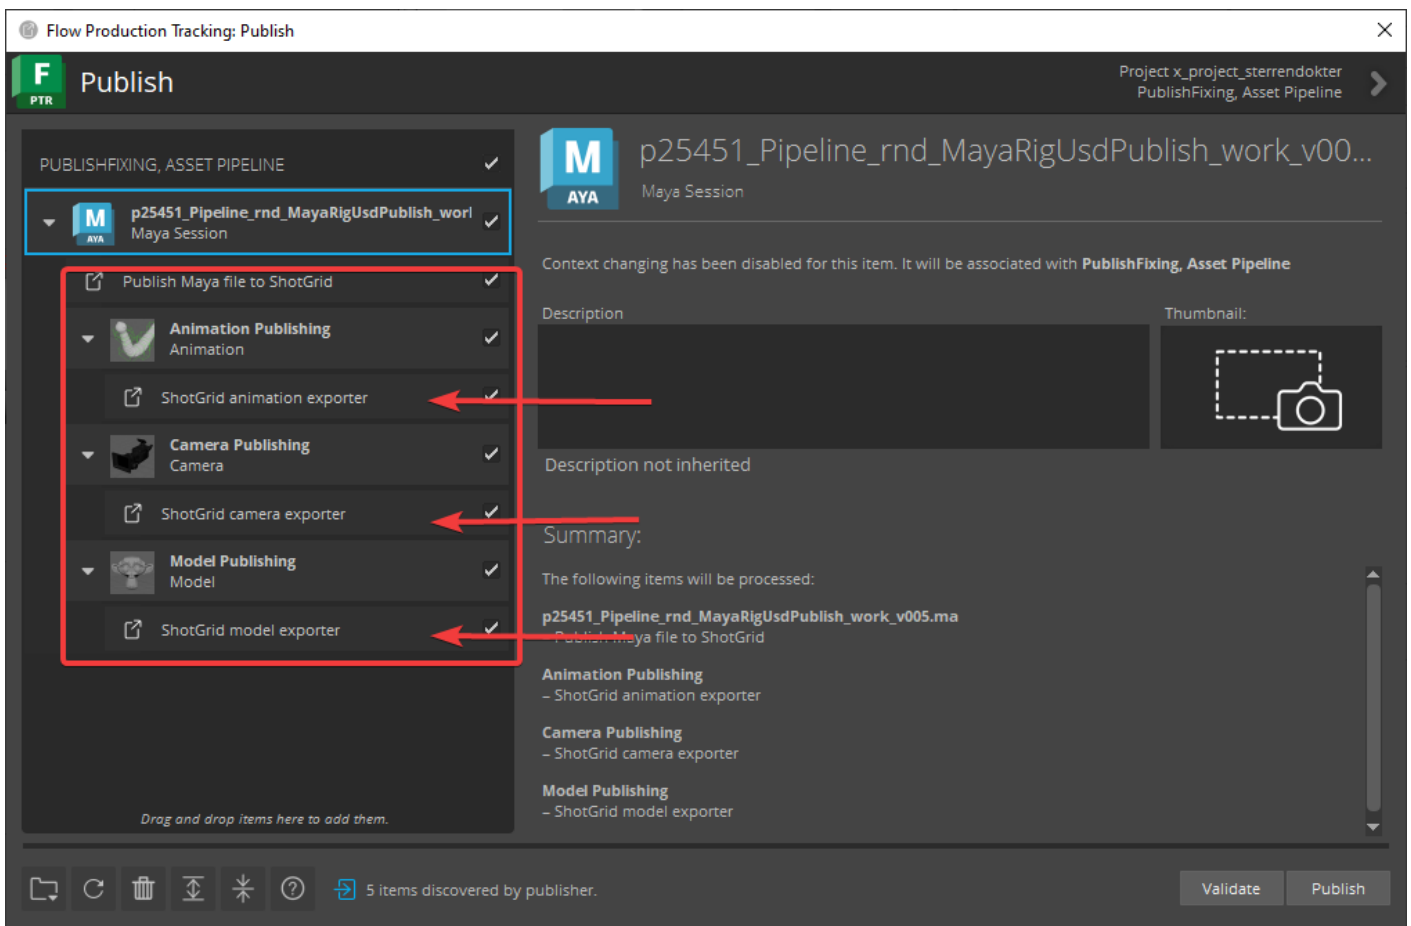 Flow Production Tracking: Publish
F
PTR
Publish
Project x_project_sterrendokter
PublishFixing, Asset Pipeline
PUBLISHFIXING, ASSET PIPELINE
M
AYA
p25451_Pipeline_rnd_MayaRigUsdPublish_worl
Maya Session
Publish Maya file to ShotGrid
Animation Publishing
Animation
ShotGrid animation exporter
Camera Publishing
Camera
ShotGrid camera exporter
Model Publishing
Model
ShotGrid model exporter
Drag and drop items here to add them.
M
AYA
p25451_Pipeline_rnd_MayaRigUsdPublish_work_v00...
Maya Session
Context changing has been disabled for this item. It will be associated with PublishFixing, Asset Pipeline
Description
Thumbnail:
Description not inherited
Summary:
The following items will be processed:
p25451_Pipeline_rnd_MayaRigUsdPublish_work_v005.ma
– Publish Maya file to ShotGrid
Animation Publishing
– ShotGrid animation exporter
Camera Publishing
– ShotGrid camera exporter
Model Publishing
– ShotGrid model exporter
5 items discovered by publisher.
Validate
Publish